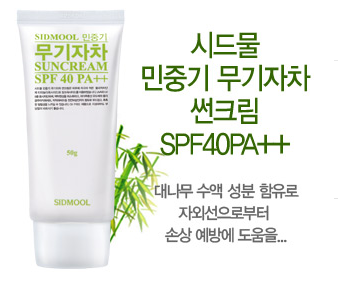 SIDMOOL 민중기
무기자차
SUNCREAM
SPF 40 PA++
50g
SIDMOOL
시드물
민중기 무기자차
썬크림
SPF40PA++
대나무 수액 성분 함유로
자외선으로부터
손상 예방에 도움을...